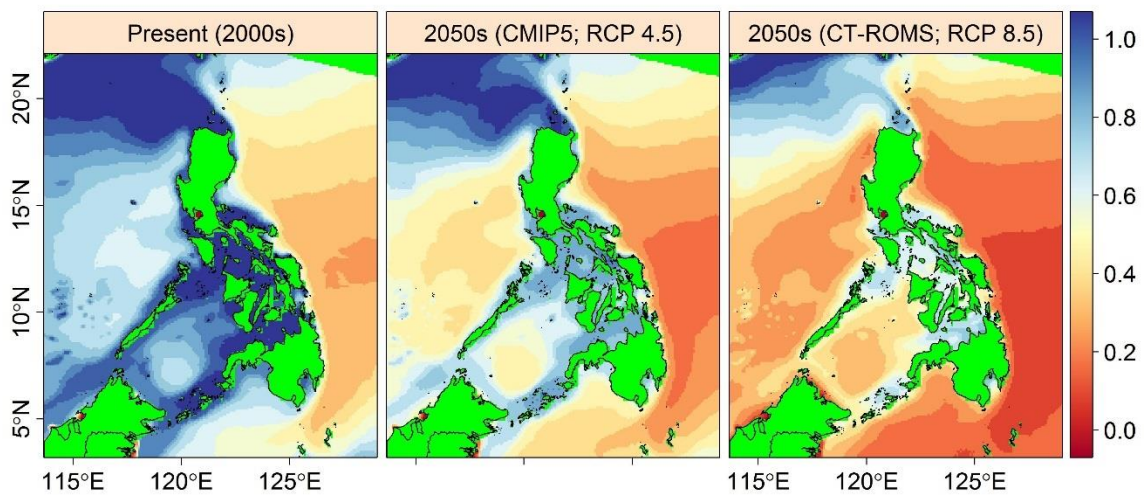 Present (2000s)
2050s (CMIP5; RCP 4.5)
2050s (CT-ROMS; RCP 8.5)
20°N
15°N
10°N
5°N
115°E
120°E
125°E
115°E
120°E
125°E
1.0
0.8
0.6
0.4
0.2
0.0